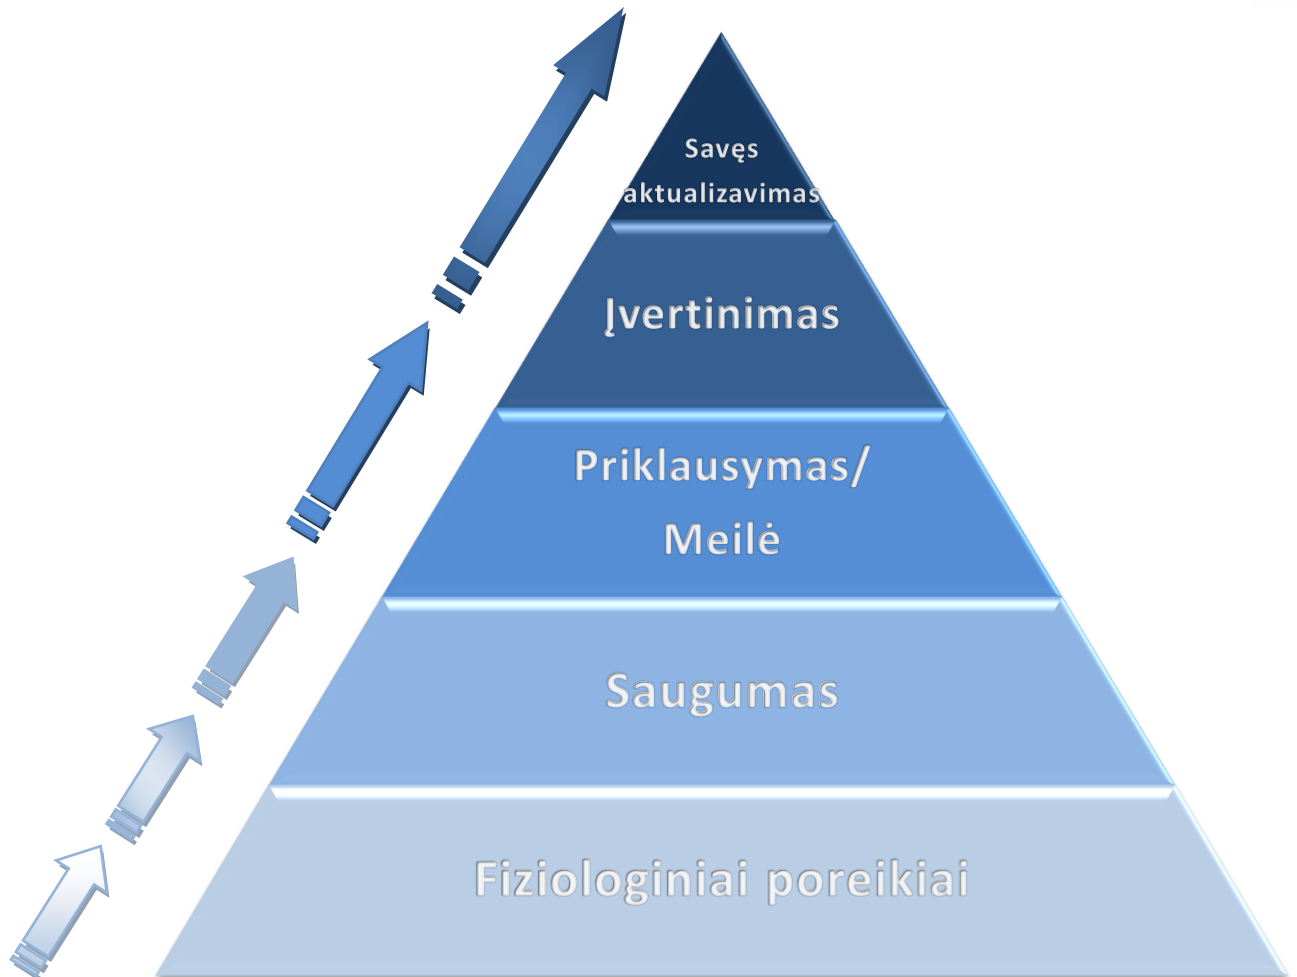 Savęs
aktualizavimas
Įvertinimas
Priklausymas/
Meilė
Saugumas
Fiziologiniai poreikiai